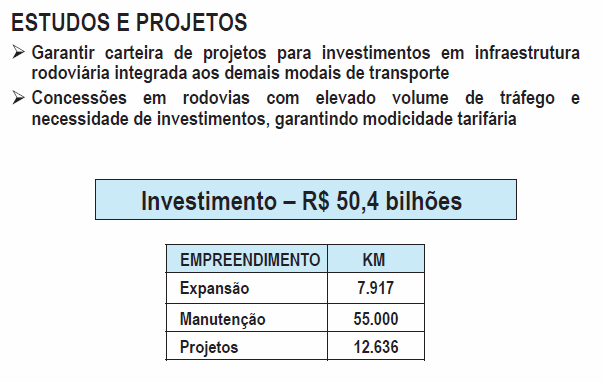 ESTUDOS E PROJETOS
➢ Garantir carteira de projetos para investimentos em infraestrutura
rodoviária integrada aos demais modais de transporte
➢ Concessões em rodovias com elevado volume de tráfego e
necessidade de investimentos, garantindo modicidade tarifária
Investimento – R$ 50,4 bilhões
EMPREENDIMENTO KM
Expansão 7.917
Manutenção 55.000
Projetos 12.636